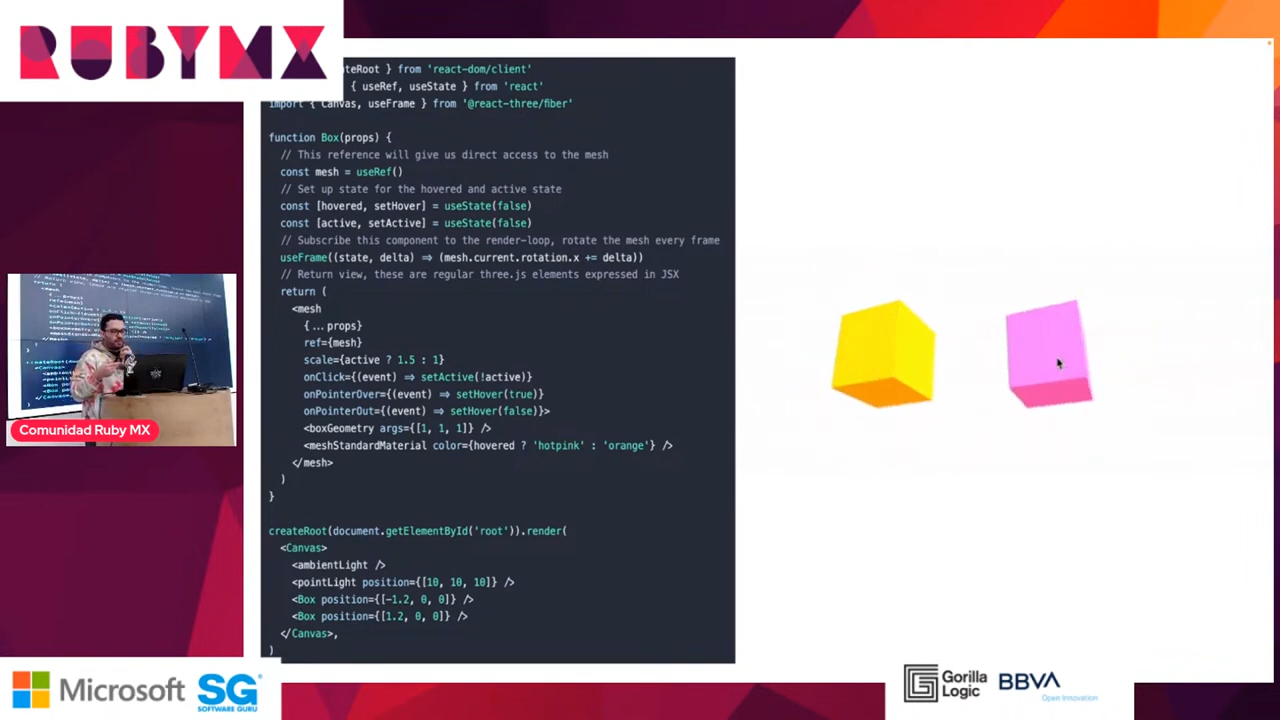 RUBYMX
ateRoot } from 'react-dom/client'
{ useRef, useState } from 'react'
import { Canvas, useFrame } from '@react-three/fiber'
function Box(props) {
// This reference will give us direct access to the mesh
const mesh = useRef()
// Set up state for the hovered and active state
const [hovered, setHover] = useState(false)
const [active, setActive] = useState(false)
// Subscribe this component to the render-loop, rotate the mesh every frame
useFrame((state, delta) ⇒ (mesh.current.rotation.x += delta))
// Return view, these are regular three.js elements expressed in JSX
return (
<mesh
{...props}
ref={mesh}
scale={active ? 1.5 : 1}
onClick={(event) ⇒ setActive(!active)}
onPointerOver={(event) ⇒ setHover(true)}
onPointerOut={(event) ⇒ setHover(false)}>
<boxGeometry args={[1, 1, 1]} />
<meshStandardMaterial color={hovered ? 'hotpink' : 'orange'} />
</mesh>
)
}
createRoot(document.getElementById('root')).render(
<Canvas>
<ambientLight />
<pointLight position={[10, 10, 10]} />
<Box position={[-1.2, 0, 0]} />
<Box position={[1.2, 0, 0]} />
</Canvas>,
)
Comunidad Ruby MX
Microsoft
SG
SOFTWARE GURU
Gorilla
Logic
BBVA
Open Innovation